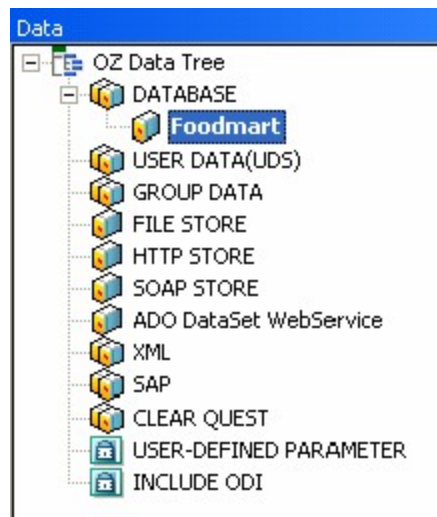 Data
OZ Data Tree
DATABASE
Foodmart
USER DATA(UDS)
GROUP DATA
FILE STORE
HTTP STORE
SOAP STORE
ADO DataSet WebService
XML
SAP
CLEAR QUEST
USER-DEFINED PARAMETER
INCLUDE ODI